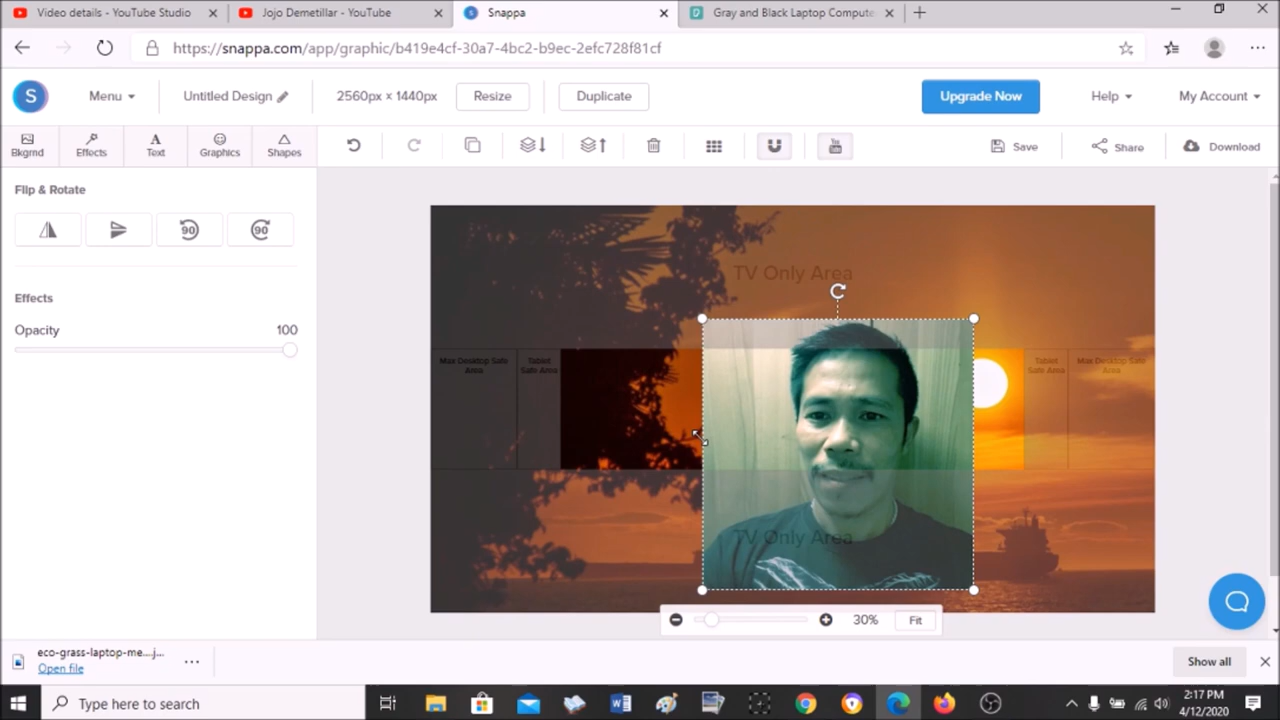 Video details - YouTube Studio
Jojo Demetillar - YouTube
Snappa
Gray and Black Laptop Compute
https://snappa.com/app/graphic/b419e4cf-30a7-4bc2-b9ec-2efc728f81cf
S
Menu
Untitled Design
2560px × 1440px
Resize
Duplicate
Upgrade Now
Help
My Account
Bkgrnd
Effects
Text
Graphics
Shapes
You
Save
Share
Download
Flip & Rotate
90
90
Effects
Opacity 100
TV Only Area
Max Desktop Safe
Area
Tablet
Safe Area
Tablet
Safe Area
Max Desktop Safe
Area
TV Only Area
30%
Fit
eco-grass-laptop-me....j...
Open file
Show all
Type here to search
2:17 PM
4/12/2020